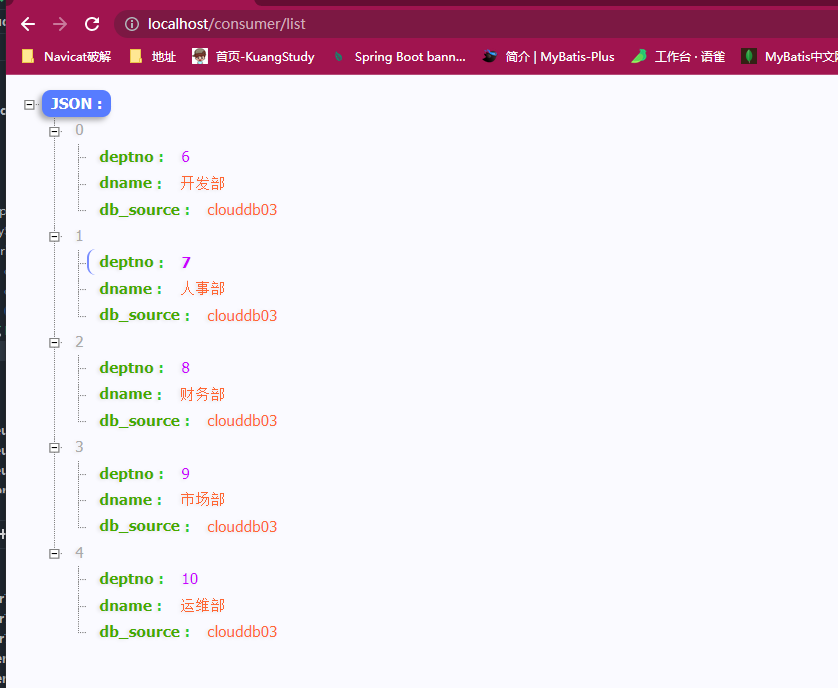 localhost/consumer/list
Navicat破解 地址 首页-KuangStudy Spring Boot bann... 简介 | MyBatis-Plus 工作台 · 语雀 MyBatis中文
JSON :
0
deptno : 6
dname : 开发部
db_source : clouddb03
1
deptno : 7
dname : 人事部
db_source : clouddb03
2
deptno : 8
dname : 财务部
db_source : clouddb03
3
deptno : 9
dname : 市场部
db_source : clouddb03
4
deptno : 10
dname : 运维部
db_source : clouddb03